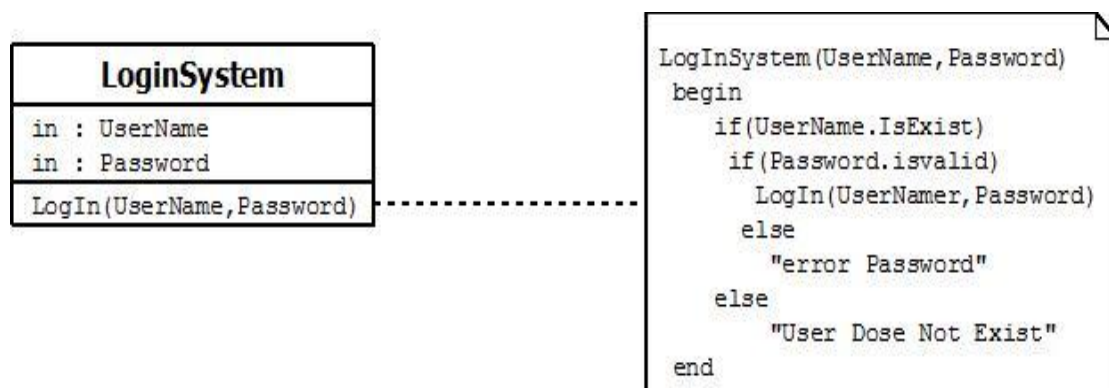 LoginSystem
in : UserName
in : Password
LogIn(UserName,Password)
LogInSystem(UserName,Password)
begin
if(UserName.IsExist)
if(Password.isvalid)
LogIn(UserNamer,Password)
else
"error Password"
else
"User Dose Not Exist"
end